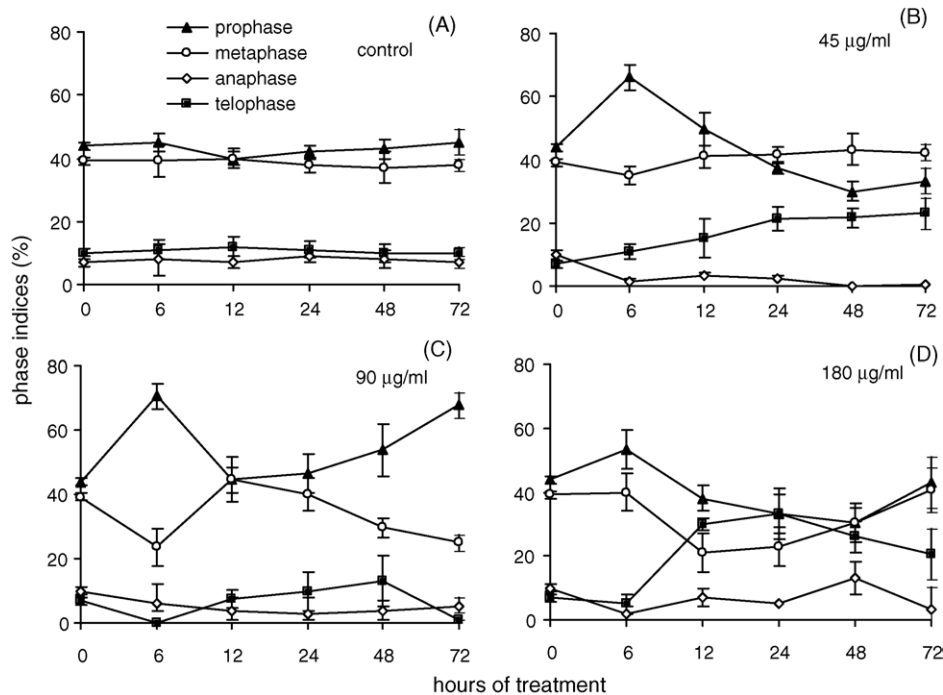 (A)
prophase
metaphase
anaphase
telophase
control
80
60
40
20
0
0 6 12 24 48 72
(B)
45 μg/ml
80
60
40
20
0
0 6 12 24 48 72
phase indices (%)
(C)
90 μg/ml
80
60
40
20
0
0 6 12 24 48 72
(D)
180 μg/ml
80
60
40
20
0
0 6 12 24 48 72
hours of treatment